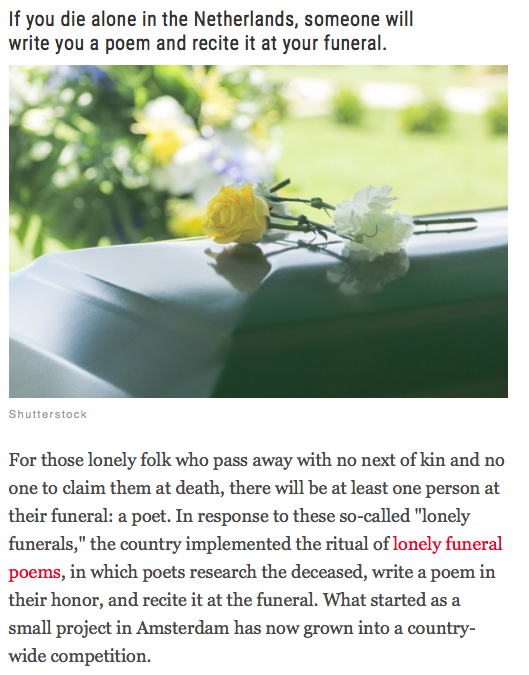 If you die alone in the Netherlands, someone will
write you a poem and recite it at your funeral.
Shutterstock
For those lonely folk who pass away with no next of kin and no
one to claim them at death, there will be at least one person at
their funeral: a poet. In response to these so-called "lonely
funerals," the country implemented the ritual of lonely funeral
poems, in which poets research the deceased, write a poem in
their honor, and recite it at the funeral. What started as a
small project in Amsterdam has now grown into a country-
wide competition.